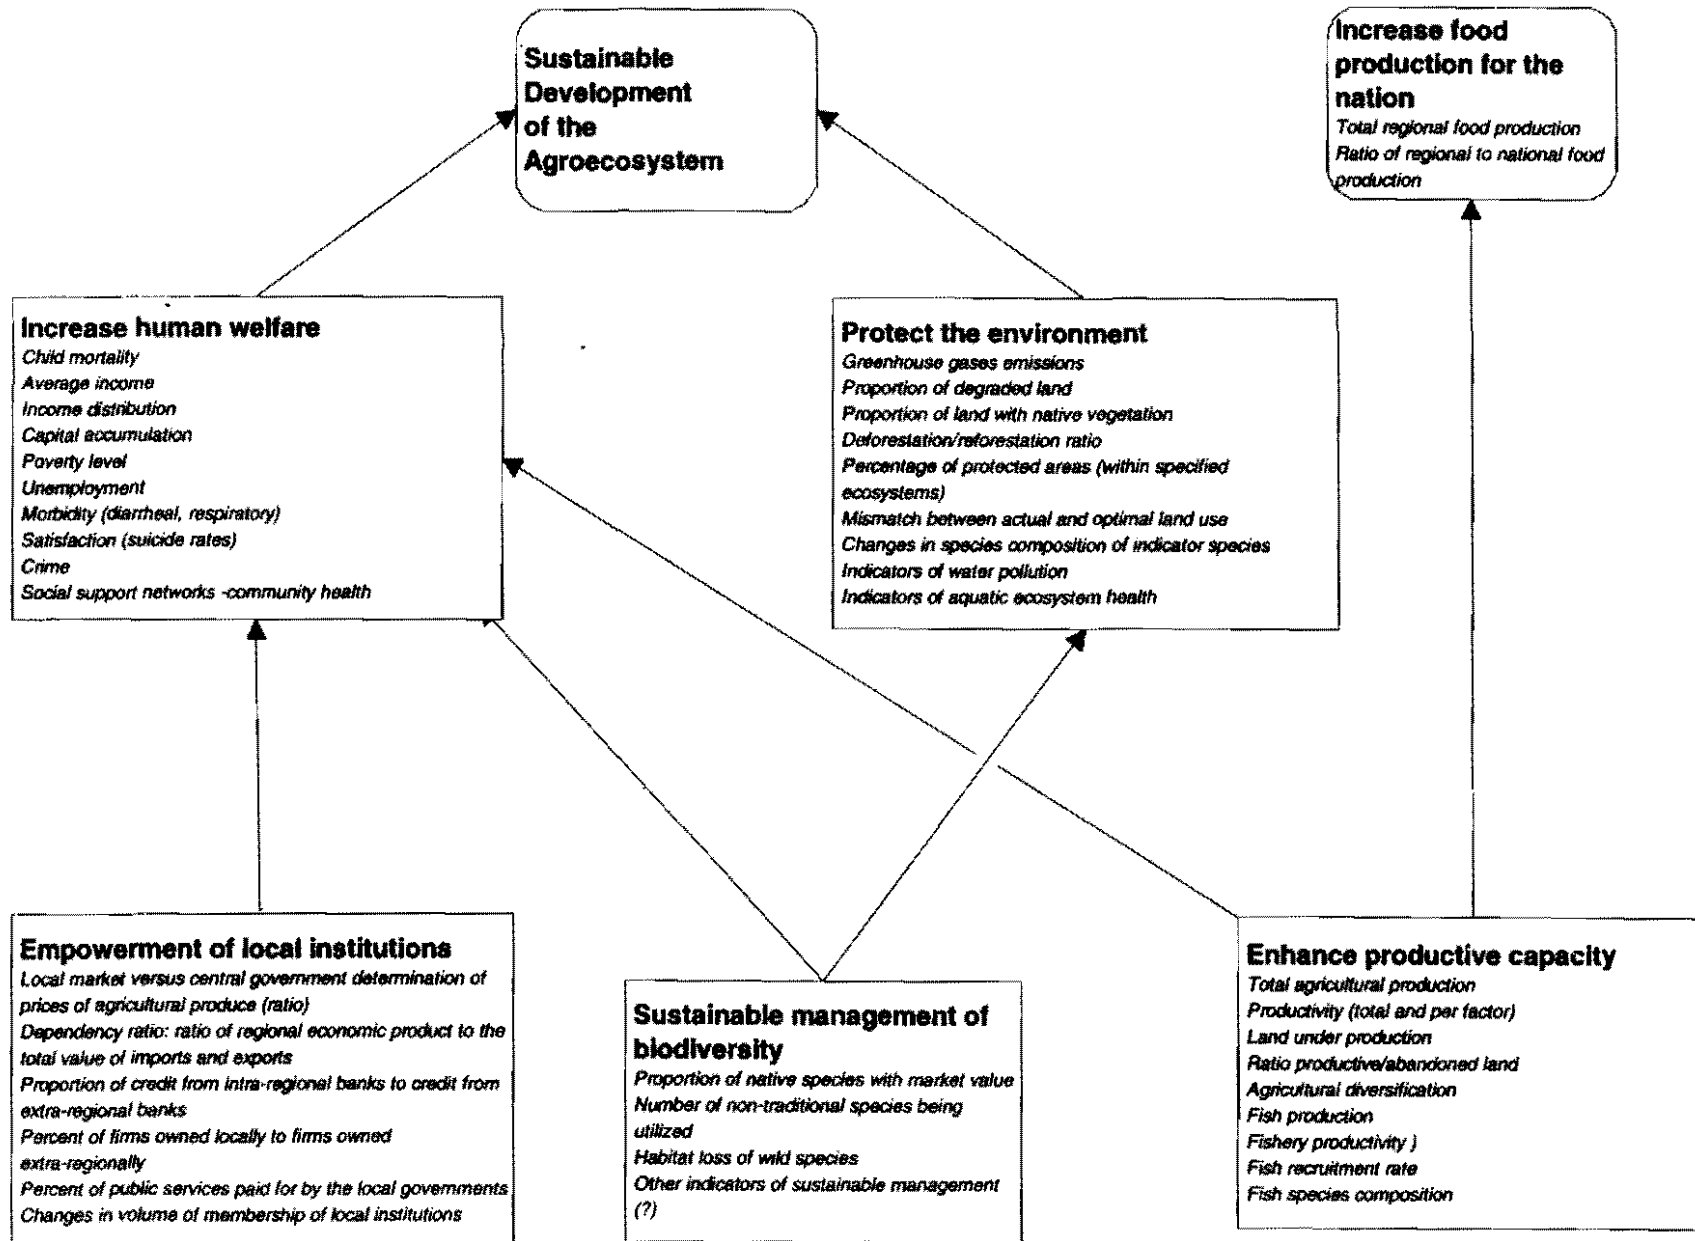 Sustainable
Development
of the
Agroecosystem
Increase food
production for the
nation
Total regional food production
Ratio of regional to national food
production
Increase human welfare
Child mortality
Average income
Income distribution
Capital accumulation
Poverty level
Unemployment
Morbidity (diarrheal, respiratory)
Satisfaction (suicide rates)
Crime
Social support networks -community health
Protect the environment
Greenhouse gases emissions
Proportion of degraded land
Proportion of land with native vegetation
Deforestation/reforestation ratio
Percentage of protected areas (within specified
ecosystems)
Mismatch between actual and optimal land use
Changes in species composition of indicator species
Indicators of water pollution
Indicators of aquatic ecosystem health
Empowerment of local institutions
Local market versus central government determination of
prices of agricultural produce (ratio)
Dependency ratio: ratio of regional economic product to the
total value of imports and exports
Proportion of credit from intra-regional banks to credit from
extra-regional banks
Percent of firms owned locally to firms owned
extra-regionally
Percent of public services paid for by the local governments
Changes in volume of membership of local institutions
Sustainable management of
biodiversity
Proportion of native species with market value
Number of non-traditional species being
utilized
Habitat loss of wild species
Other indicators of sustainable management
(?)
Enhance productive capacity
Total agricultural production
Productivity (total and per factor)
Land under production
Ratio productive/abandoned land
Agricultural diversification
Fish production
Fishery productivity )
Fish recruitment rate
Fish species composition